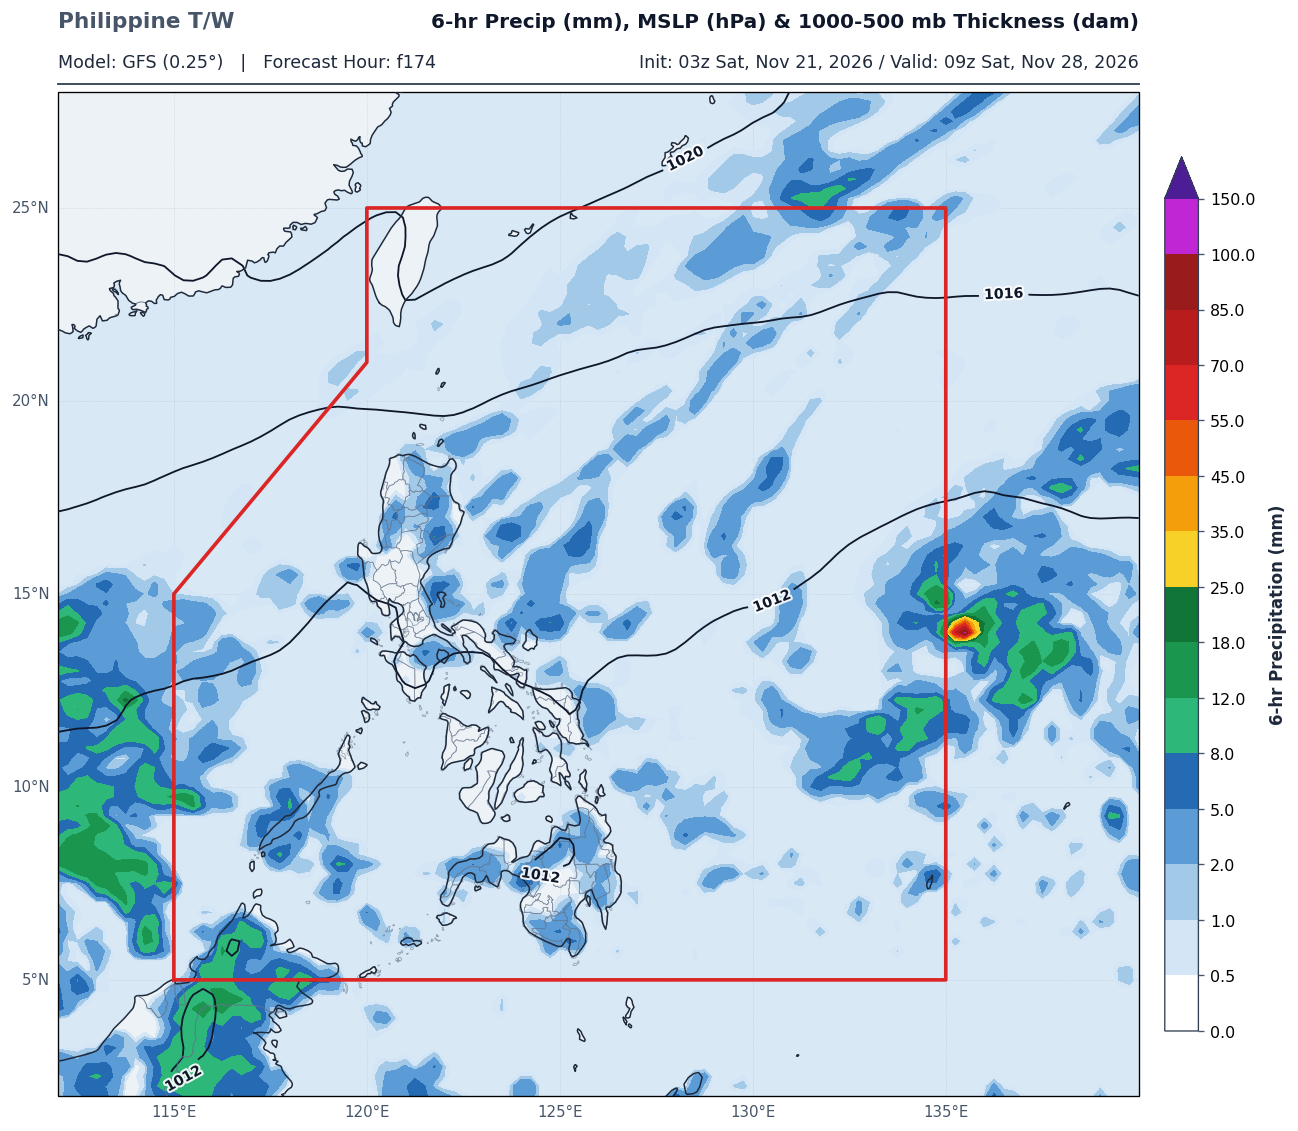 Philippine T/W
6-hr Precip (mm), MSLP (hPa) & 1000-500 mb Thickness (dam)
Model: GFS (0.25°) | Forecast Hour: f174
Init: 03z Sat, Nov 21, 2026 / Valid: 09z Sat, Nov 28, 2026
1020
1016
1012
1012
1012
25°N
20°N
15°N
10°N
5°N
115°E
120°E
125°E
130°E
135°E
150.0
100.0
85.0
70.0
55.0
45.0
35.0
25.0
18.0
12.0
8.0
5.0
2.0
1.0
0.5
0.0
6-hr Precipitation (mm)